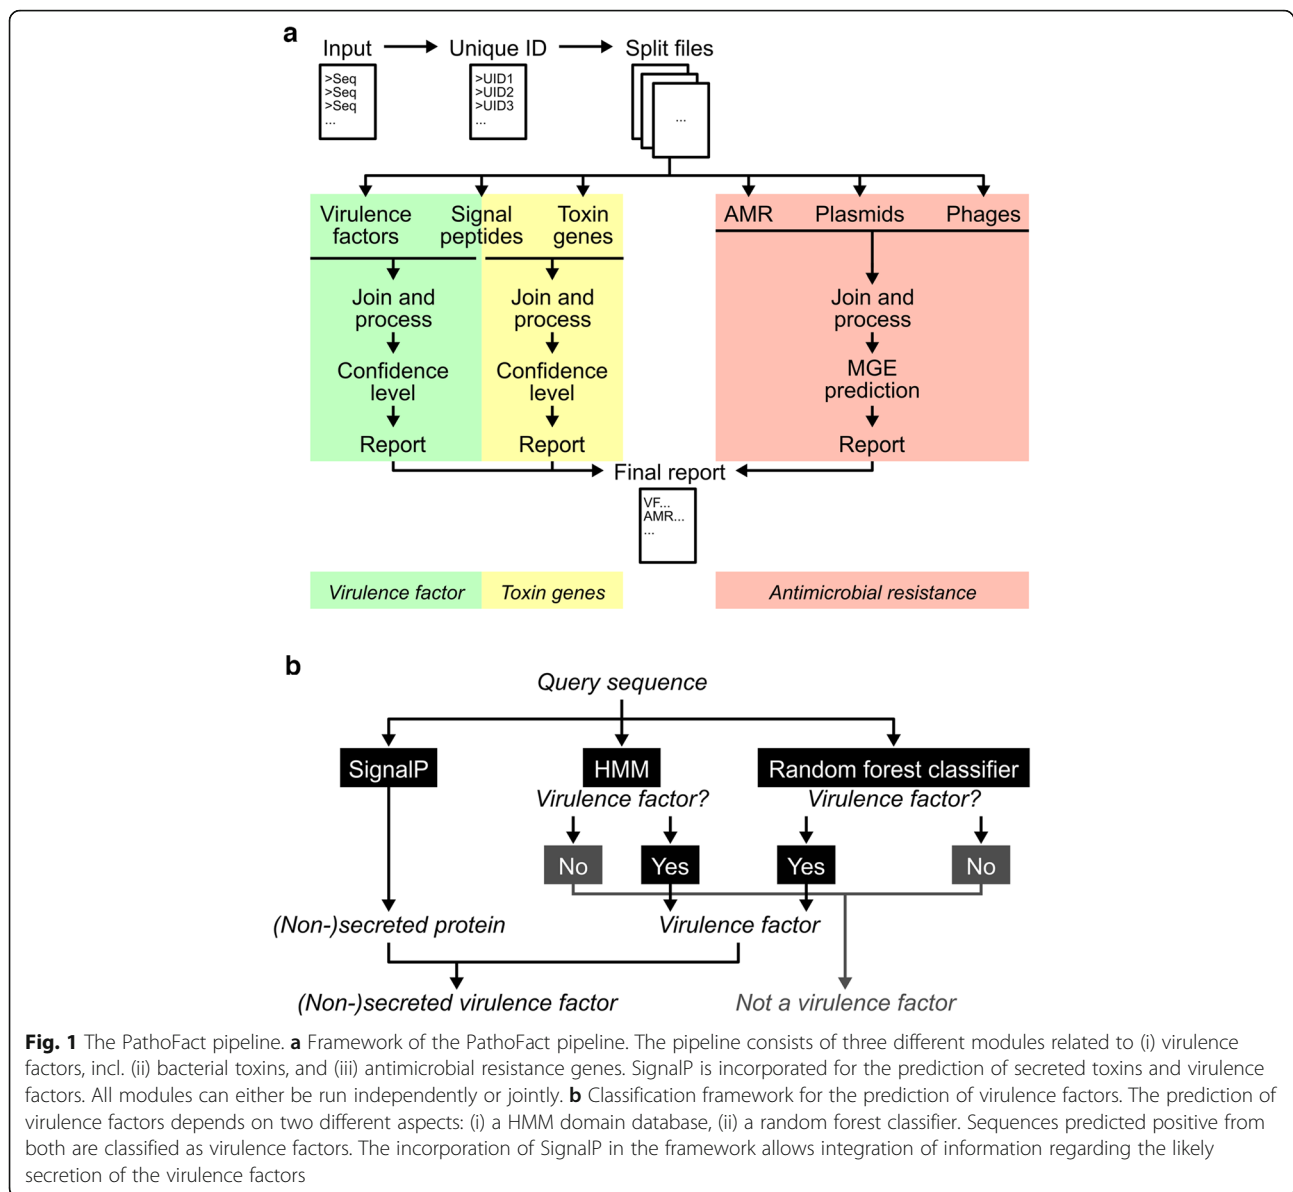 a
Input Unique ID Split files
>Seq >UID1
>Seq >UID2
>Seq >UID3
... ... ...
Virulence factors Signal peptides Toxin genes AMR Plasmids Phages
Join and process Join and process Join and process
Confidence level Confidence level MGE prediction
Report Report Report
Final report
VF...
AMR...
...
Virulence factor Toxin genes Antimicrobial resistance
b
Query sequence
SignalP HMM Random forest classifier
Virulence factor? Virulence factor?
No Yes Yes No
(Non-)secreted protein Virulence factor
(Non-)secreted virulence factor Not a virulence factor
Fig. 1 The PathoFact pipeline. a Framework of the PathoFact pipeline. The pipeline consists of three different modules related to (i) virulence
factors, incl. (ii) bacterial toxins, and (iii) antimicrobial resistance genes. SignalP is incorporated for the prediction of secreted toxins and virulence
factors. All modules can either be run independently or jointly. b Classification framework for the prediction of virulence factors. The prediction of
virulence factors depends on two different aspects: (i) a HMM domain database, (ii) a random forest classifier. Sequences predicted positive from
both are classified as virulence factors. The incorporation of SignalP in the framework allows integration of information regarding the likely
secretion of the virulence factors